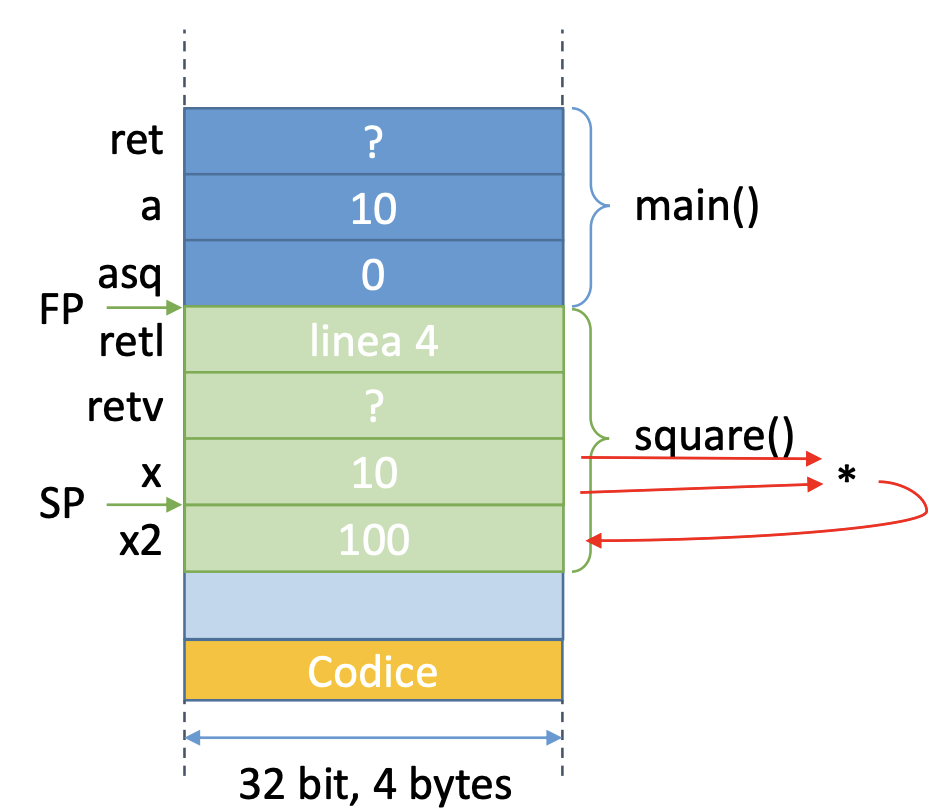 ret ?
a 10 main()
asq 0
FP
retl linea 4
retv ?
square()
x 10 *
SP
x2 100
Codice
32 bit, 4 bytes